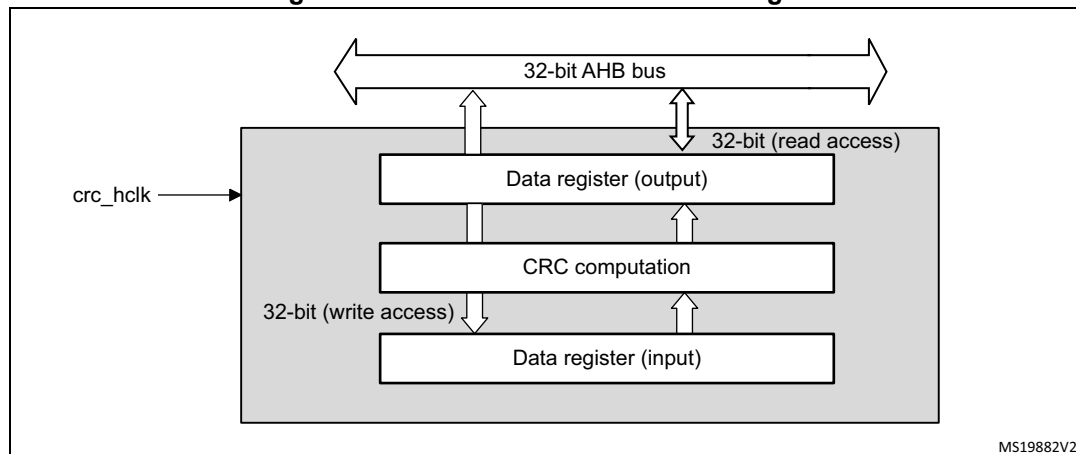 32-bit AHB bus
32-bit (read access)
Data register (output)
crc_hclk
CRC computation
32-bit (write access)
Data register (input)
MS19882V2